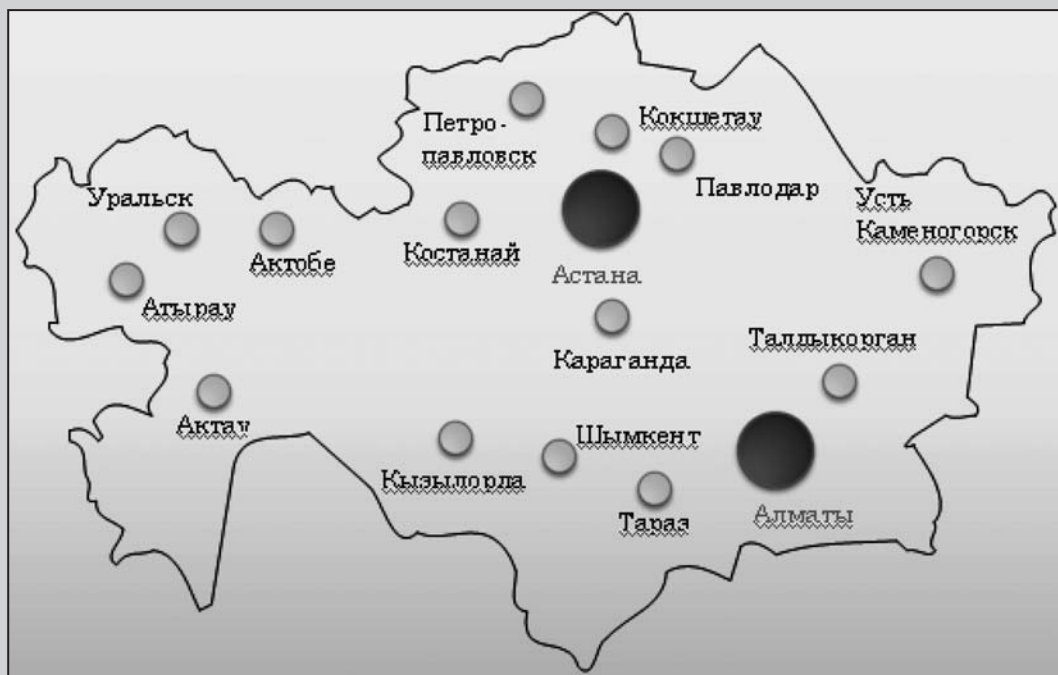 Кокшетау
Петро-
павловск
Павлодар
Уральск
Усть
Каменогорск
Костанай
Актобе
Астана
Атырау
Талдыкорган
Караганда
Актау
Шымкент
Кызылорда
Тараз
Алматы